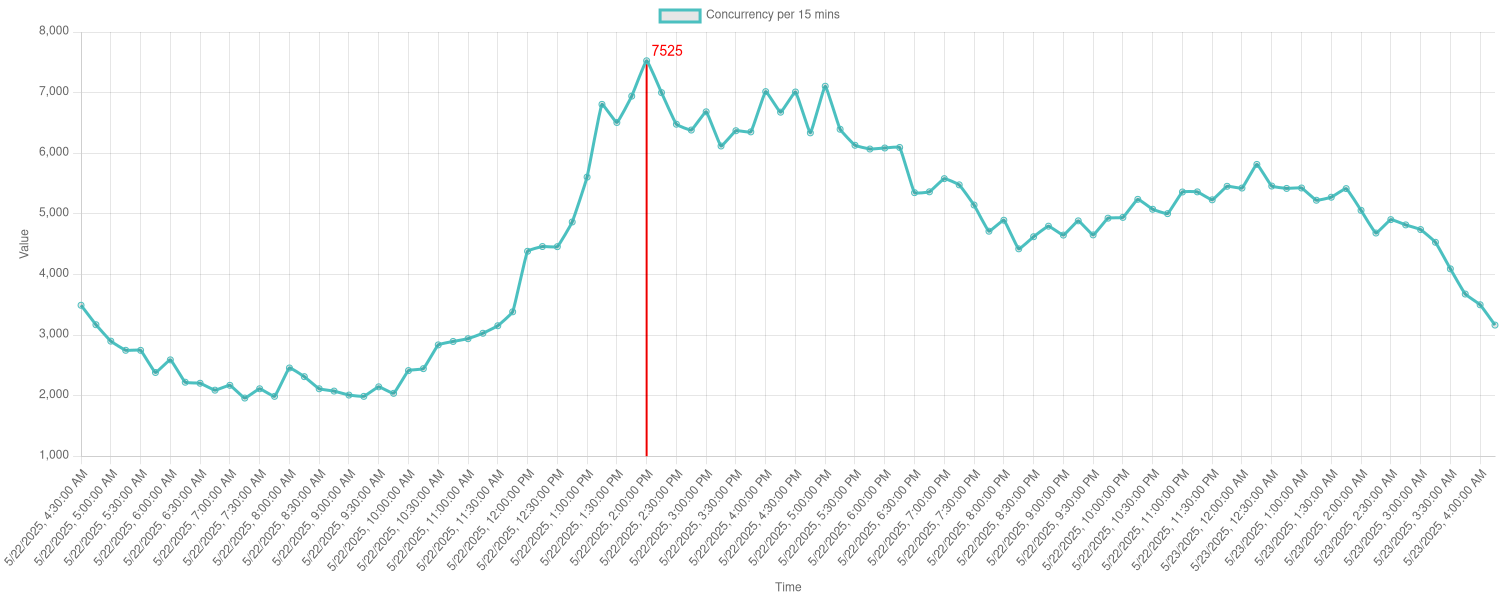 Concurrency per 15 mins
8,000
7525
7,000
6,000
5,000
4,000
3,000
2,000
1,000
Value
5/22/2025, 4:30:00 AM
5/22/2025, 5:00:00 AM
5/22/2025, 5:30:00 AM
5/22/2025, 6:00:00 AM
5/22/2025, 6:30:00 AM
5/22/2025, 7:00:00 AM
5/22/2025, 7:30:00 AM
5/22/2025, 8:00:00 AM
5/22/2025, 8:30:00 AM
5/22/2025, 9:00:00 AM
5/22/2025, 9:30:00 AM
5/22/2025, 10:00:00 AM
5/22/2025, 10:30:00 AM
5/22/2025, 11:00:00 AM
5/22/2025, 11:30:00 AM
5/22/2025, 12:00:00 PM
5/22/2025, 12:30:00 PM
5/22/2025, 1:00:00 PM
5/22/2025, 1:30:00 PM
5/22/2025, 2:00:00 PM
5/22/2025, 2:30:00 PM
5/22/2025, 3:00:00 PM
5/22/2025, 3:30:00 PM
5/22/2025, 4:00:00 PM
5/22/2025, 4:30:00 PM
5/22/2025, 5:00:00 PM
5/22/2025, 5:30:00 PM
5/22/2025, 6:00:00 PM
5/22/2025, 6:30:00 PM
5/22/2025, 7:00:00 PM
5/22/2025, 7:30:00 PM
5/22/2025, 8:00:00 PM
5/22/2025, 8:30:00 PM
5/22/2025, 9:00:00 PM
5/22/2025, 9:30:00 PM
5/22/2025, 10:00:00 PM
5/22/2025, 10:30:00 PM
5/22/2025, 11:00:00 PM
5/22/2025, 11:30:00 PM
5/23/2025, 12:00:00 AM
5/23/2025, 12:30:00 AM
5/23/2025, 1:00:00 AM
5/23/2025, 1:30:00 AM
5/23/2025, 2:00:00 AM
5/23/2025, 2:30:00 AM
5/23/2025, 3:00:00 AM
5/23/2025, 3:30:00 AM
5/23/2025, 4:00:00 AM
Time